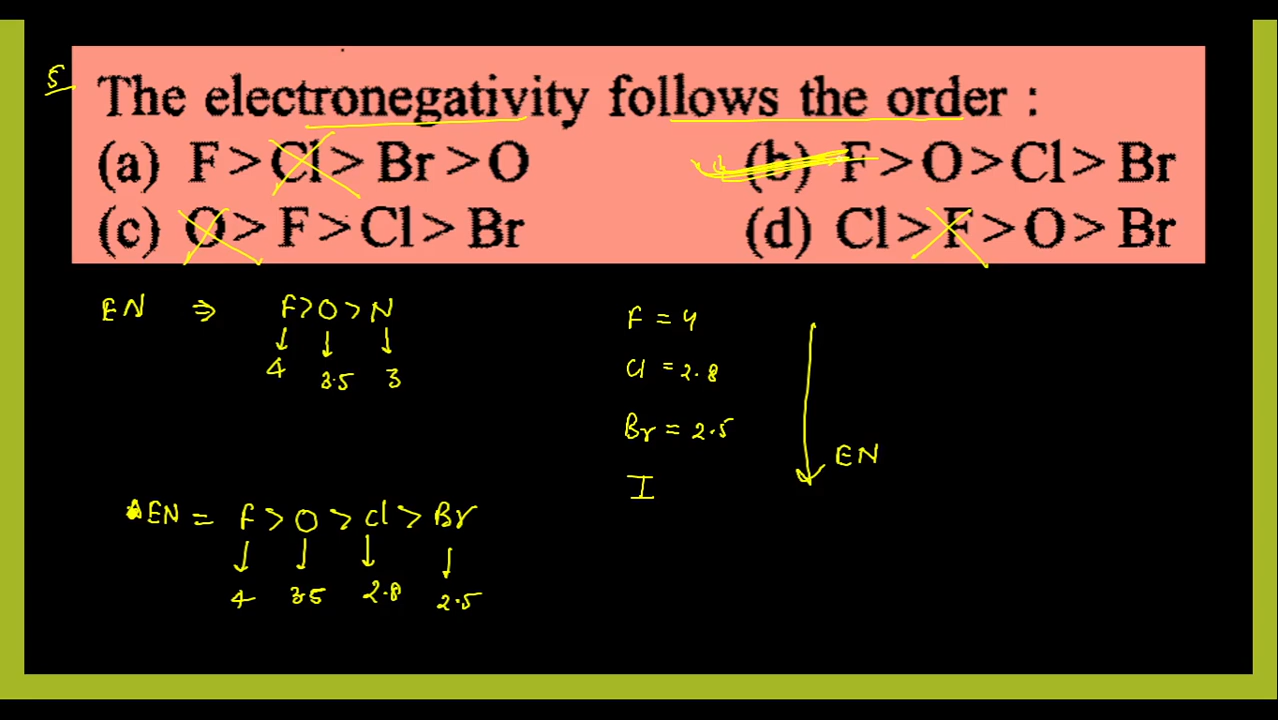 5
The electronegativity follows the order :
(a) F > Cl > Br > O (b) F > O > Cl > Br
(c) O > F > Cl > Br (d) Cl > F > O > Br
EN ⇒ F > O > N
4 3.5 3
F = 4
Cl = 2.8
Br = 2.5
I
EN
EN = F > O > Cl > Br
4 3.5 2.8 2.5